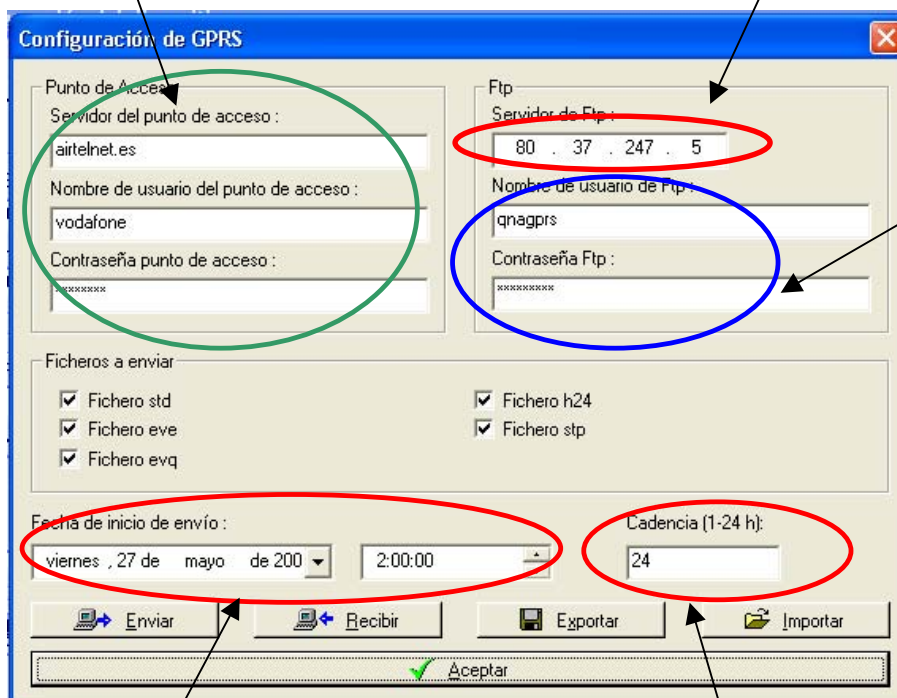 Configuración de GPRS
Punto de Acceso
Servidor del punto de acceso :
airtelnet.es
Nombre de usuario del punto de acceso :
vodafone
Contraseña punto de acceso :
********
Ftp
Servidor de Ftp :
80 . 37 . 247 . 5
Nombre de usuario de Ftp :
qnagprs
Contraseña Ftp :
*********
Ficheros a enviar
Fichero std
Fichero eve
Fichero evq
Fichero h24
Fichero stp
Fecha de inicio de envío :
viernes , 27 de mayo de 200
2:00:00
Cadencia (1-24 h):
24
Enviar
Recibir
Exportar
Importar
Aceptar